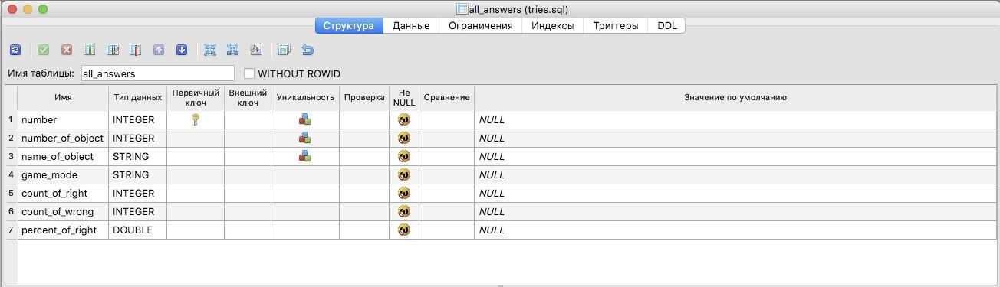 all_answers (tries.sql)
Структура Данные Ограничения Индексы Триггеры DDL
Имя таблицы: all_answers WITHOUT ROWID
Имя Тип данных Первичный ключ Внешний ключ Уникальность Проверка Не NULL Сравнение Значение по умолчанию
1 number INTEGER NULL
2 number_of_object INTEGER NULL
3 name_of_object STRING NULL
4 game_mode STRING NULL
5 count_of_right INTEGER NULL
6 count_of_wrong INTEGER NULL
7 percent_of_right DOUBLE NULL